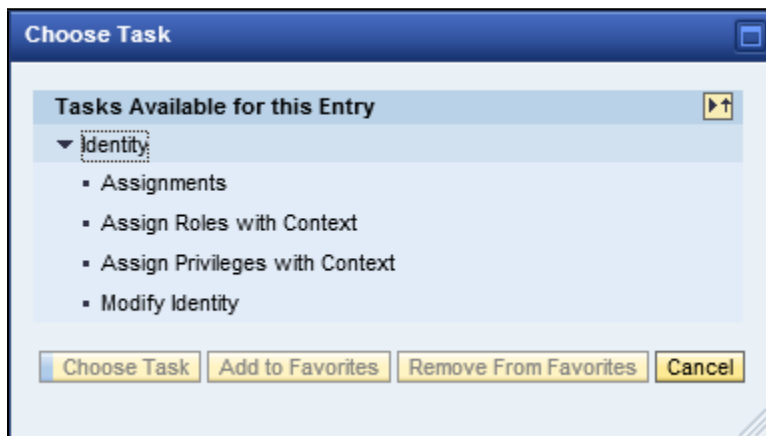 Choose Task
Tasks Available for this Entry
Identity
Assignments
Assign Roles with Context
Assign Privileges with Context
Modify Identity
Choose Task Add to Favorites Remove From Favorites Cancel